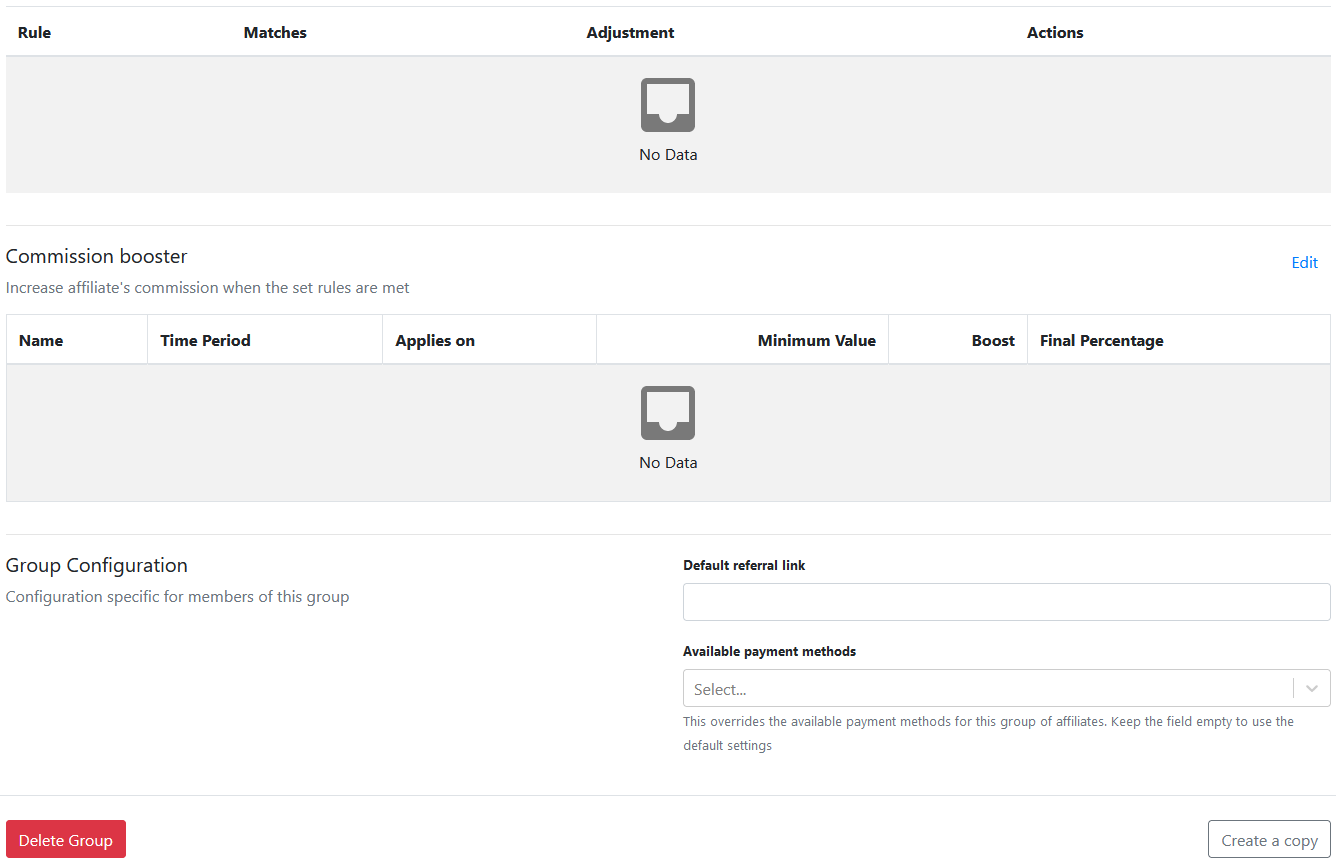 Rule Matches Adjustment Actions
No Data
Commission booster
Edit
Increase affiliate's commission when the set rules are met
Name Time Period Applies on Minimum Value Boost Final Percentage
No Data
Group Configuration
Configuration specific for members of this group
Default referral link
Available payment methods
Select...
This overrides the available payment methods for this group of affiliates. Keep the field empty to use the
default settings
Delete Group
Create a copy